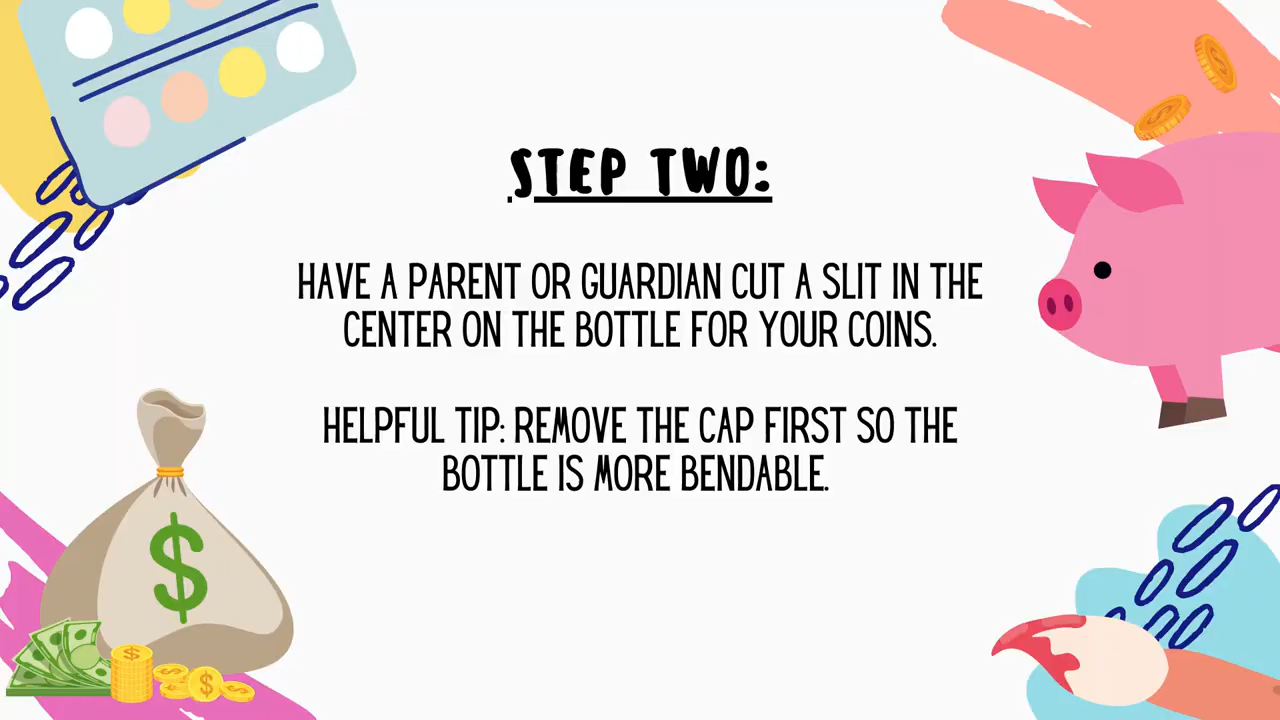 STEP TWO:
HAVE A PARENT OR GUARDIAN CUT A SLIT IN THE
CENTER ON THE BOTTLE FOR YOUR COINS.
HELPFUL TIP: REMOVE THE CAP FIRST SO THE
BOTTLE IS MORE BENDABLE.
$